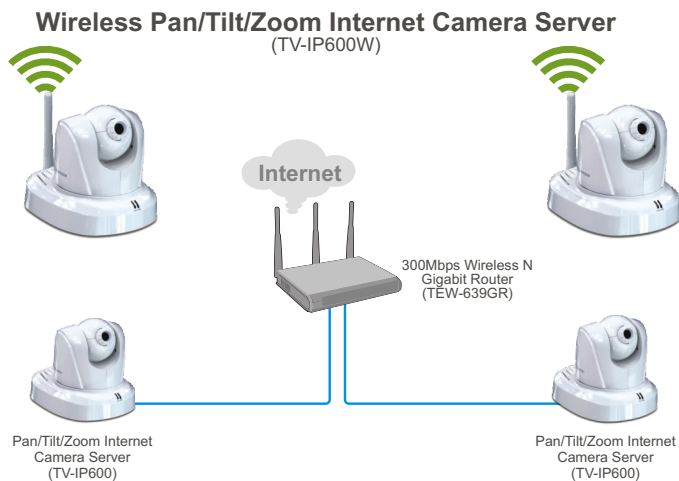 Wireless Pan/Tilt/Zoom Internet Camera Server
(TV-IP600W)
Internet
300Mbps Wireless N
Gigabit Router
(TEW-639GR)
Pan/Tilt/Zoom Internet
Camera Server
(TV-IP600)
Pan/Tilt/Zoom Internet
Camera Server
(TV-IP600)